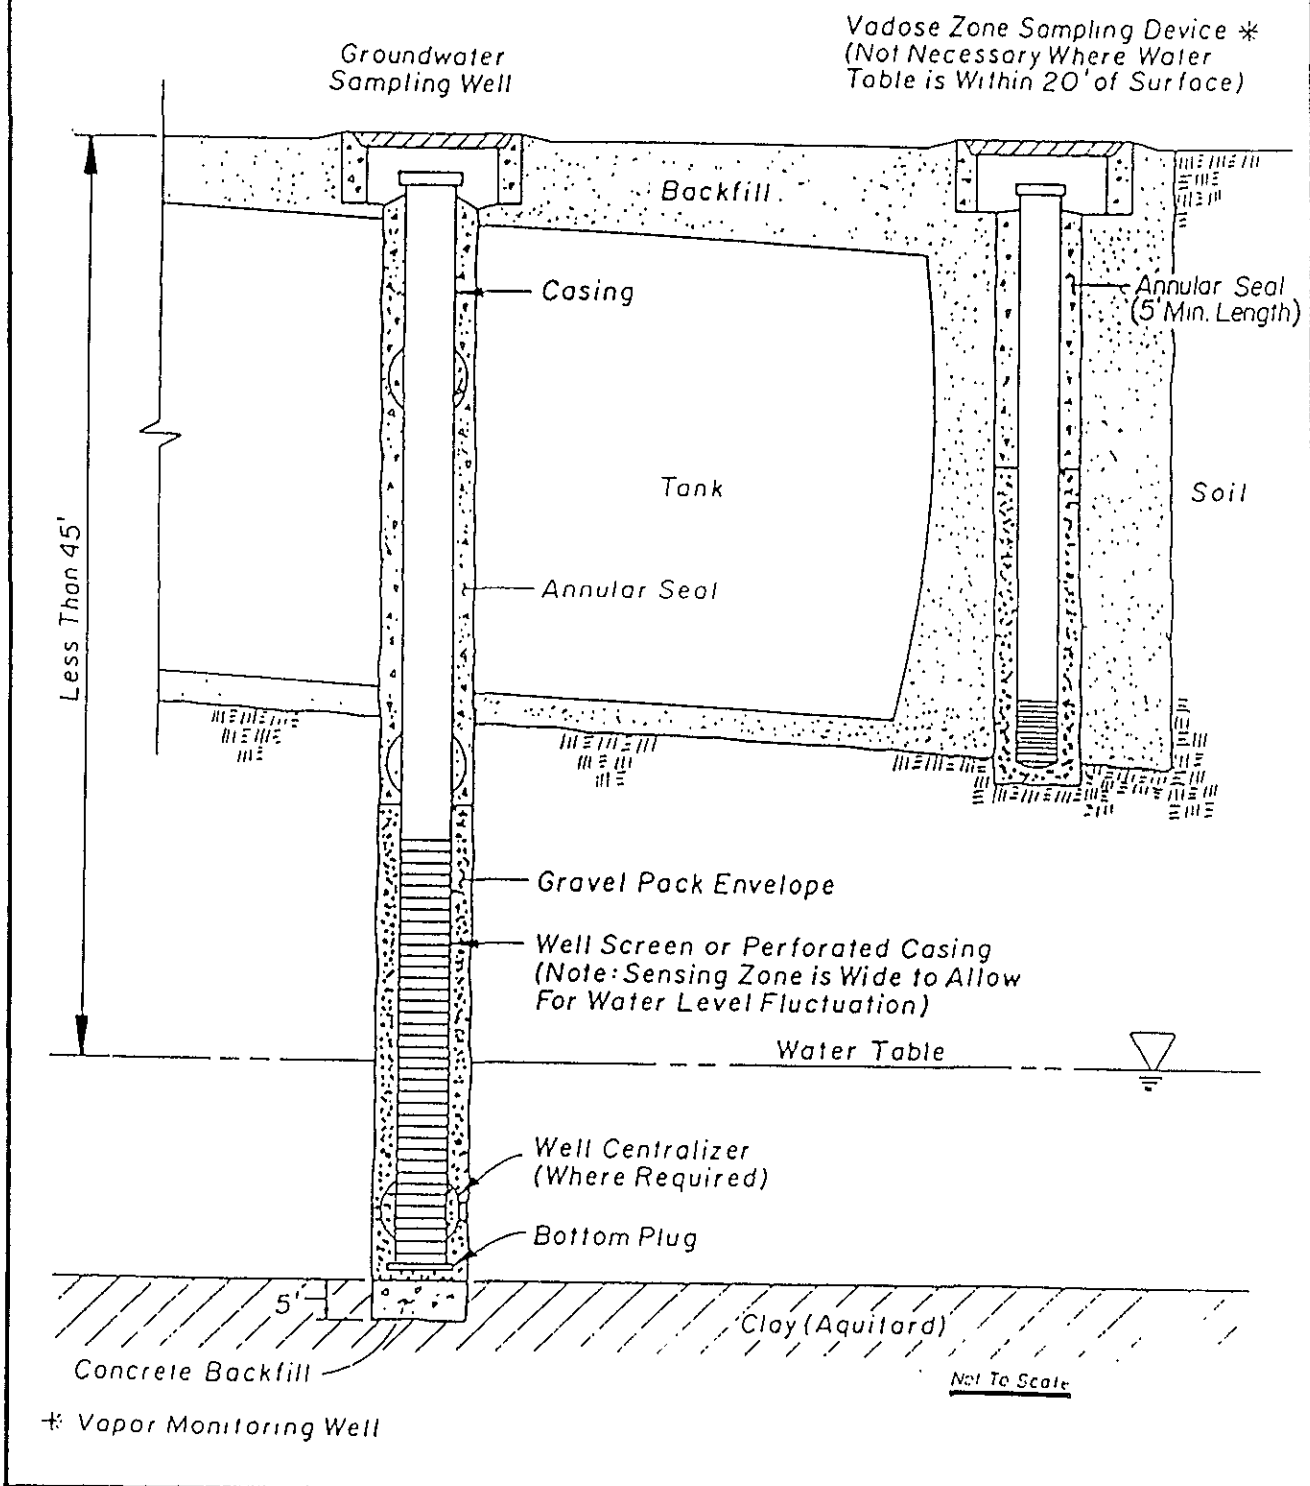 Groundwater
Sampling Well
Vadose Zone Sampling Device *
(Not Necessary Where Water
Table is Within 20' of Surface)
Backfill
Casing
Annular Seal
(5' Min. Length)
Tank
Soil
Less Than 45'
Annular Seal
Gravel Pack Envelope
Well Screen or Perforated Casing
(Note: Sensing Zone is Wide to Allow
For Water Level Fluctuation)
Water Table
Well Centralizer
(Where Required)
Bottom Plug
5'
Clay (Aquitard)
Concrete Backfill
Not To Scale
* Vapor Monitoring Well